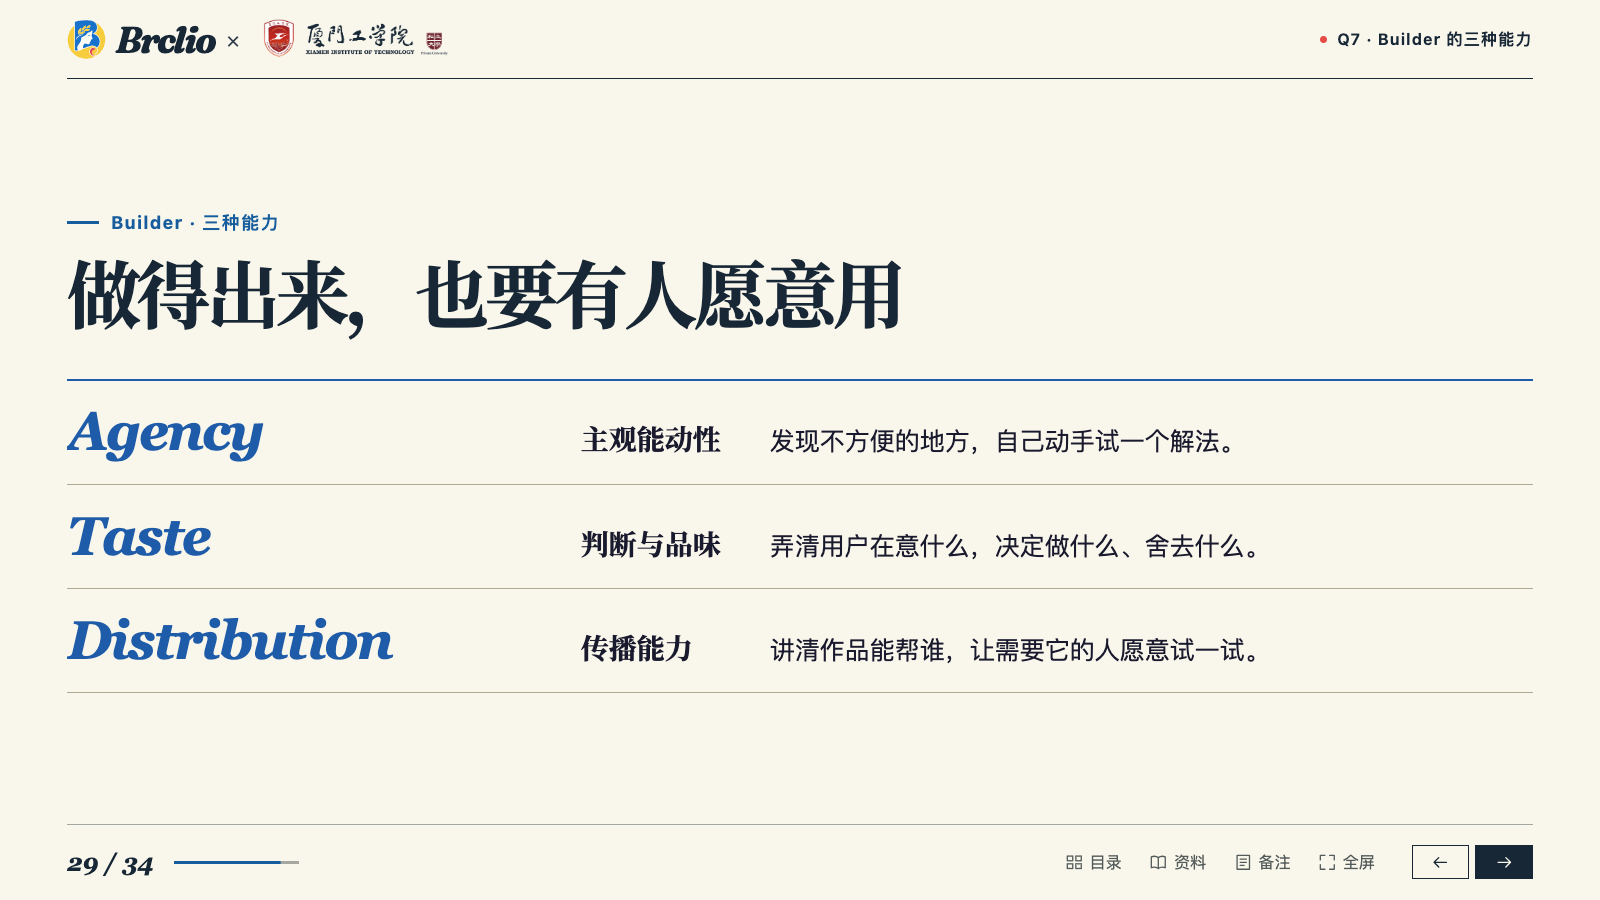 Brclio × 厦門工学院
XIAMEN INSTITUTE OF TECHNOLOGY
Q7 · Builder 的三种能力
Builder · 三种能力
做得出来，也要有人愿意用
Agency 主观能动性 发现不方便的地方，自己动手试一个解法。
Taste 判断与品味 弄清用户在意什么，决定做什么、舍去什么。
Distribution 传播能力 讲清作品能帮谁，让需要它的人愿意试一试。
29 / 34 目录 资料 备注 全屏 ← →